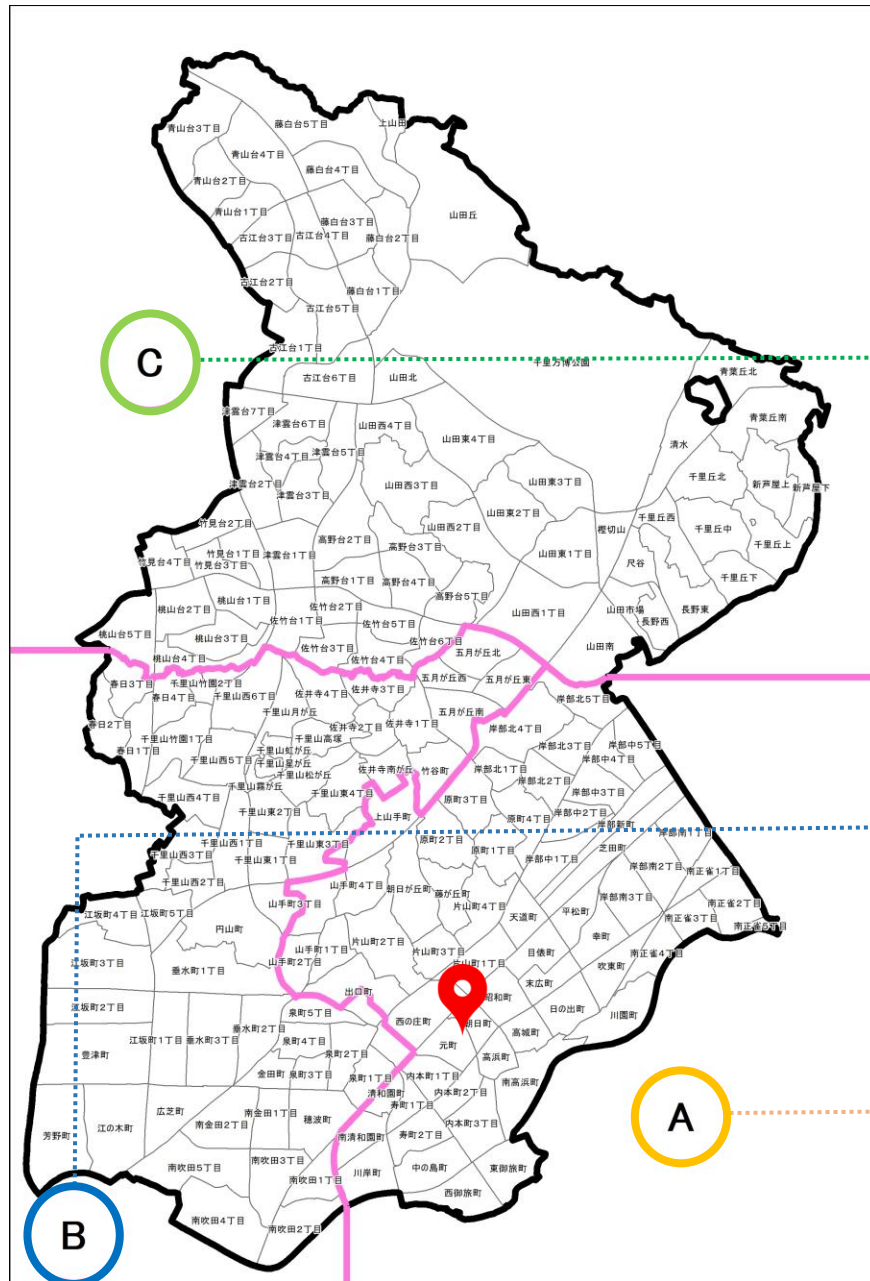 藤白台5丁目
上山田
青山台3丁目
青山台4丁目
藤白台4丁目
青山台2丁目
青山台1丁目
藤白台3丁目
山田丘
古江台3丁目
古江台4丁目
藤白台2丁目
古江台2丁目
藤白台1丁目
古江台5丁目
古江台1丁目
C
千里万博公園
古江台6丁目
山田北
青葉丘北
津雲台7丁目
津雲台6丁目
山田西4丁目
青葉丘南
山田東4丁目
清水
津雲台4丁目
津雲台5丁目
津雲台2丁目
山田西3丁目
山田東3丁目
千里丘北
新芦屋上
新芦屋下
津雲台3丁目
山田東2丁目
千里丘西
竹見台2丁目
山田西2丁目
樫切山
千里丘中
高野台2丁目
高野台3丁目
千里丘上
竹見台1丁目
津雲台1丁目
山田東1丁目
竹見台4丁目
竹見台3丁目
尺谷
高野台1丁目
高野台4丁目
千里丘下
高野台5丁目
桃山台2丁目
桃山台1丁目
佐竹台2丁目
山田西1丁目
山田市場
長野東
佐竹台1丁目
佐竹台5丁目
長野西
桃山台5丁目
桃山台3丁目
佐竹台6丁目
佐竹台3丁目
五月が丘北
山田南
桃山台4丁目
佐竹台4丁目
春日3丁目
千里山竹園2丁目
五月が丘西
五月が丘東
春日4丁目
千里山西6丁目
佐井寺4丁目
佐井寺3丁目
岸部北5丁目
春日2丁目
千里山月が丘
五月が丘南
佐井寺2丁目
佐井寺1丁目
岸部北4丁目
千里山竹園1丁目
千里山高塚
春日1丁目
千里山虹が丘
岸部北3丁目
岸部中5丁目
千里山西5丁目
千里山星が丘
岸部中4丁目
千里山松が丘
佐井寺南が丘
竹谷町
岸部北1丁目
千里山霧が丘
岸部北2丁目
千里山東4丁目
岸部中3丁目
千里山西4丁目
原町3丁目
千里山東2丁目
上山手町
原町4丁目
岸部中2丁目
岸部新町
岸部南1丁目
千里山西1丁目
千里山東3丁目
原町2丁目
芝田町
千里山西3丁目
千里山東1丁目
原町1丁目
岸部中1丁目
岸部南2丁目
南正雀1丁目
千里山西2丁目
山手町4丁目
朝日が丘町
藤が丘町
岸部南3丁目
山手町3丁目
片山町4丁目
南正雀2丁目
江坂町4丁目
江坂町5丁目
天道町
平松町
南正雀3丁目
南正雀5丁目
円山町
幸町
山手町1丁目
片山町2丁目
片山町3丁目
目俵町
南正雀4丁目
江坂町3丁目
山手町2丁目
片山町1丁目
吹東町
垂水町1丁目
末広町
出口町
昭和町
江坂町2丁目
日の出町
川園町
泉町5丁目
西の庄町
朝日町
垂水町2丁目
高城町
江坂町1丁目
垂水町3丁目
泉町4丁目
元町
豊津町
泉町2丁目
高浜町
金田町
泉町3丁目
泉町1丁目
内本町1丁目
南高浜町
清和園町
内本町2丁目
広芝町
南金田1丁目
寿町1丁目
A
江の木町
南金田2丁目
穂波町
内本町3丁目
芳野町
南清和園町
寿町2丁目
南吹田3丁目
南吹田5丁目
川岸町
中の島町
東御旅町
南吹田1丁目
西御旅町
南吹田4丁目
南吹田2丁目
B